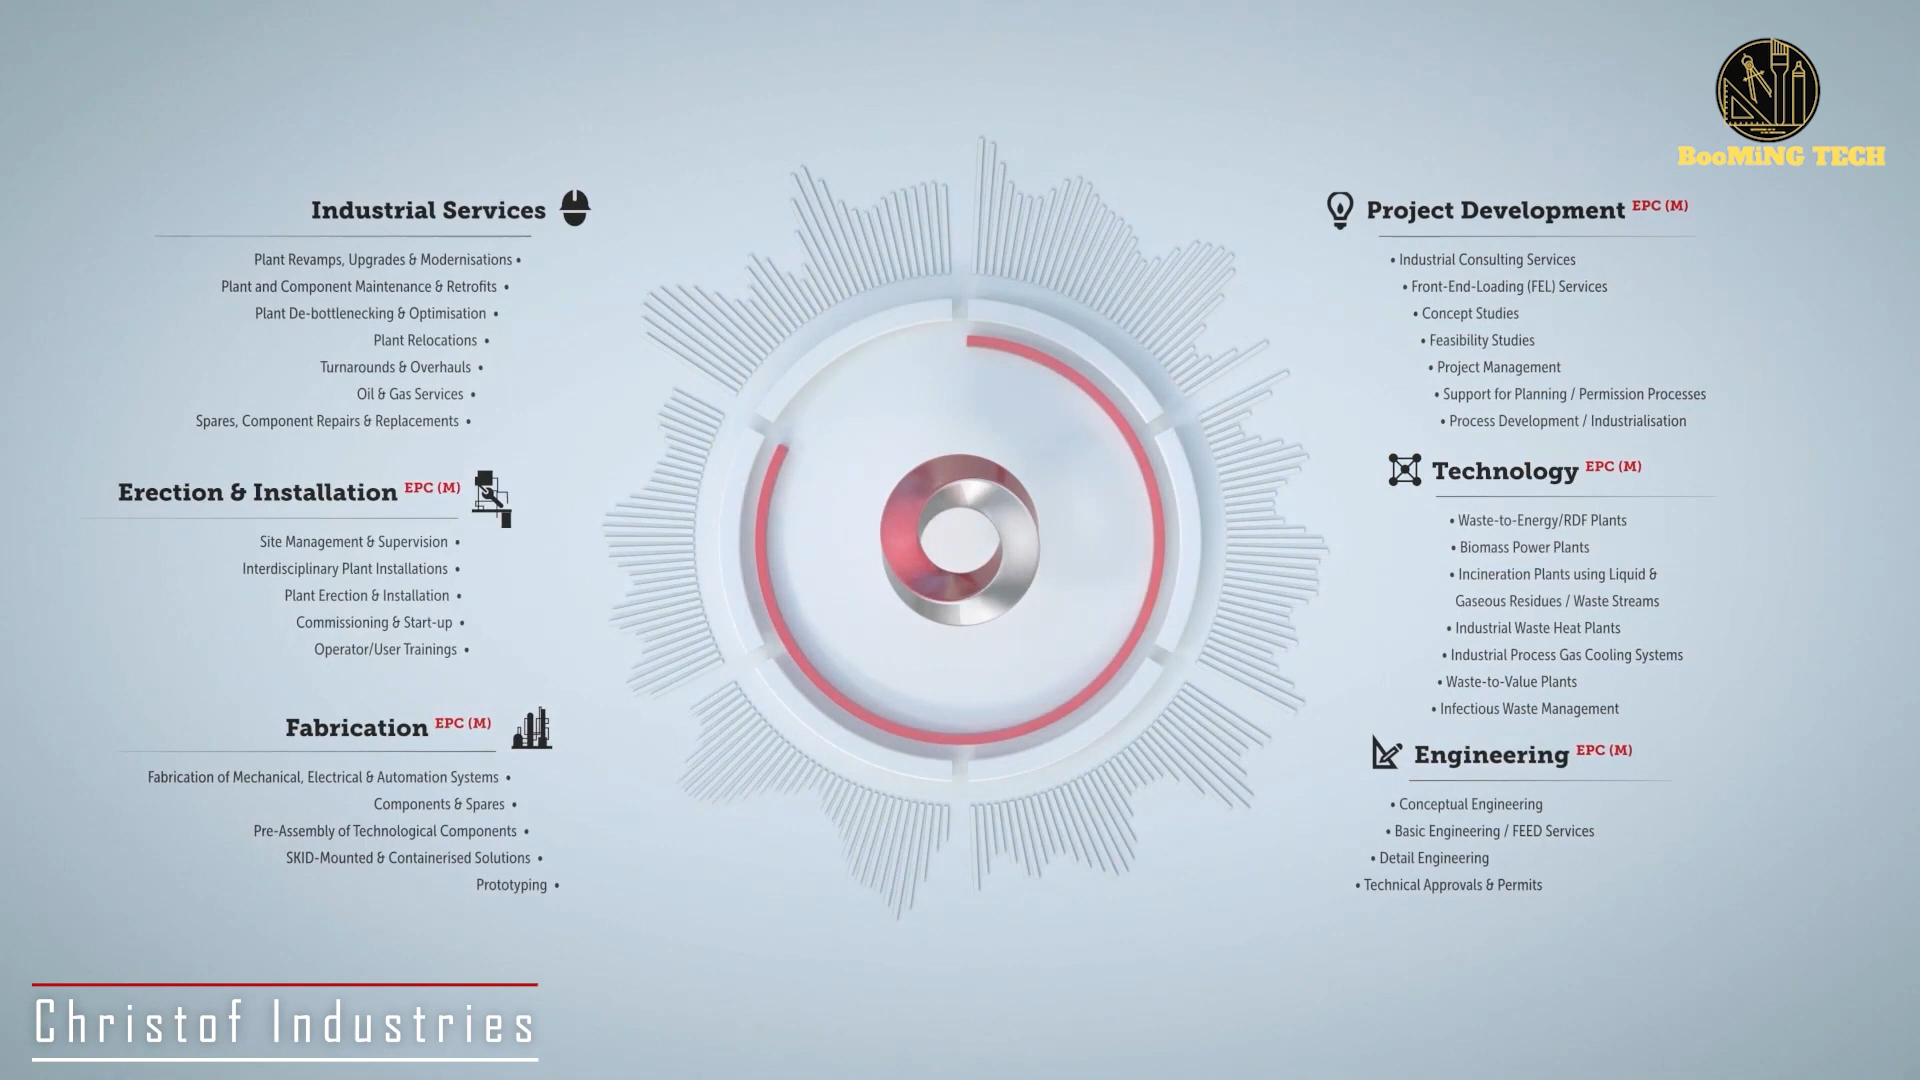 BooMiNG TECH
Industrial Services
Plant Revamps, Upgrades & Modernisations •
Plant and Component Maintenance & Retrofits •
Plant De-bottlenecking & Optimisation •
Plant Relocations •
Turnarounds & Overhauls •
Oil & Gas Services •
Spares, Component Repairs & Replacements •
Erection & Installation EPC (M)
Site Management & Supervision •
Interdisciplinary Plant Installations •
Plant Erection & Installation •
Commissioning & Start-up •
Operator/User Trainings •
Fabrication EPC (M)
Fabrication of Mechanical, Electrical & Automation Systems •
Components & Spares •
Pre-Assembly of Technological Components •
SKID-Mounted & Containerised Solutions •
Prototyping •
Project Development EPC (M)
• Industrial Consulting Services
• Front-End-Loading (FEL) Services
• Concept Studies
• Feasibility Studies
• Project Management
• Support for Planning / Permission Processes
• Process Development / Industrialisation
Technology EPC (M)
• Waste-to-Energy/RDF Plants
• Biomass Power Plants
• Incineration Plants using Liquid &
Gaseous Residues / Waste Streams
• Industrial Waste Heat Plants
• Industrial Process Gas Cooling Systems
• Waste-to-Value Plants
• Infectious Waste Management
Engineering EPC (M)
• Conceptual Engineering
• Basic Engineering / FEED Services
• Detail Engineering
• Technical Approvals & Permits
Christof Industries